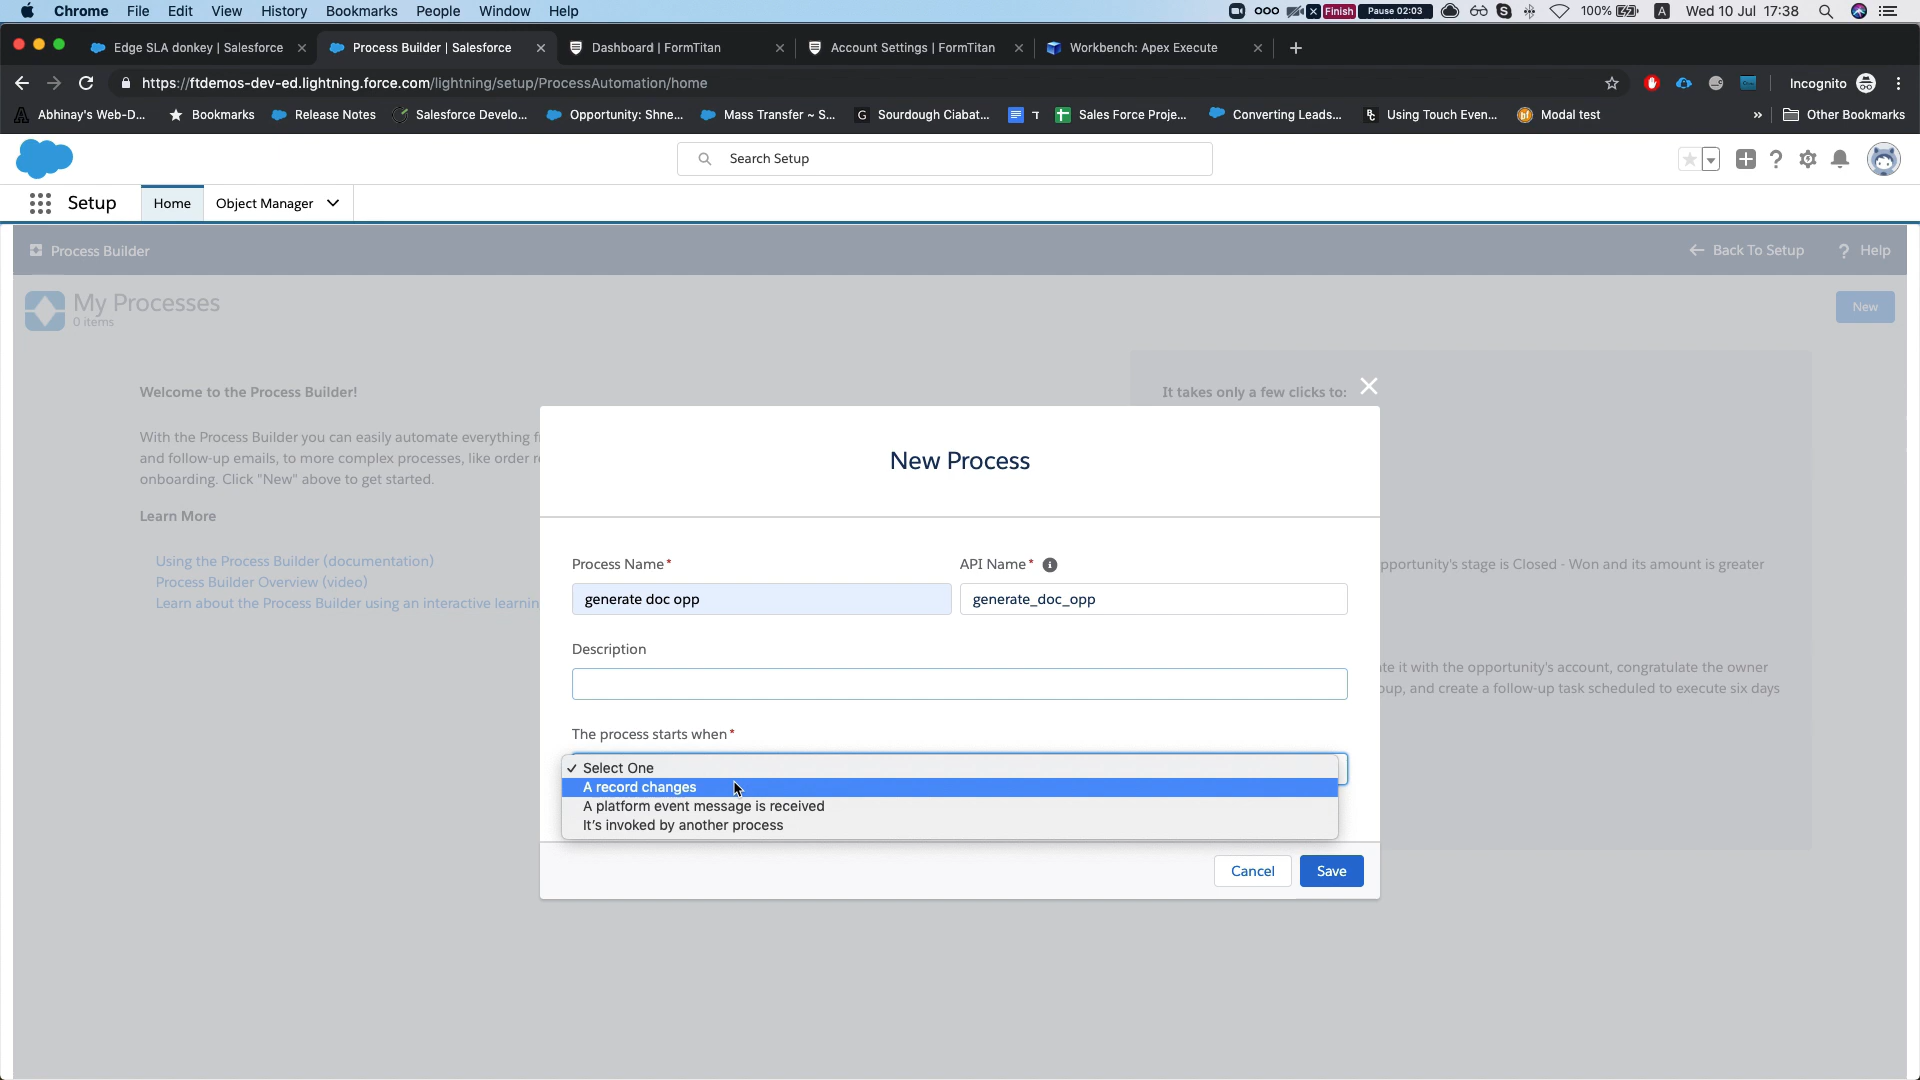 Chrome File Edit View History Bookmarks People Window Help
Finish Pause 02:03 100% A Wed 10 Jul 17:38
Edge SLA donkey | Salesforce
Process Builder | Salesforce
Dashboard | FormTitan
Account Settings | FormTitan
Workbench: Apex Execute
https://ftdemos-dev-ed.lightning.force.com/lightning/setup/ProcessAutomation/home
Incognito
Abhinay's Web-D... Bookmarks Release Notes Salesforce Develo... Opportunity: Shne... Mass Transfer ~ S... G Sourdough Ciabat... T Sales Force Proje... Converting Leads... Using Touch Even... Modal test » Other Bookmarks
Search Setup
Setup Home Object Manager
Process Builder
Back To Setup ? Help
My Processes
0 items
New
Welcome to the Process Builder!
It takes only a few clicks to:
With the Process Builder you can easily automate everything f
and follow-up emails, to more complex processes, like order r
onboarding. Click "New" above to get started.
Learn More
Using the Process Builder (documentation)
Process Builder Overview (video)
Learn about the Process Builder using an interactive learnin
pportunity's stage is Closed - Won and its amount is greater
te it with the opportunity's account, congratulate the owner
oup, and create a follow-up task scheduled to execute six days
New Process
Process Name*
API Name*
generate doc opp
generate_doc_opp
Description
The process starts when*
✓ Select One
A record changes
A platform event message is received
It's invoked by another process
Cancel
Save